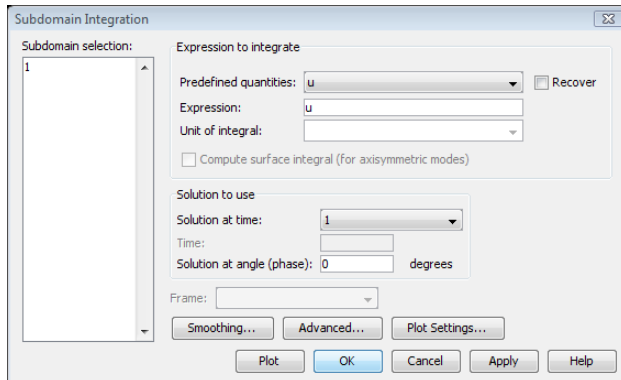 Subdomain Integration
Subdomain selection:
1
Expression to integrate
Predefined quantities: u Recover
Expression: u
Unit of integral:
Compute surface integral (for axisymmetric modes)
Solution to use
Solution at time: 1
Time:
Solution at angle (phase): 0 degrees
Frame:
Smoothing... Advanced... Plot Settings...
Plot OK Cancel Apply Help